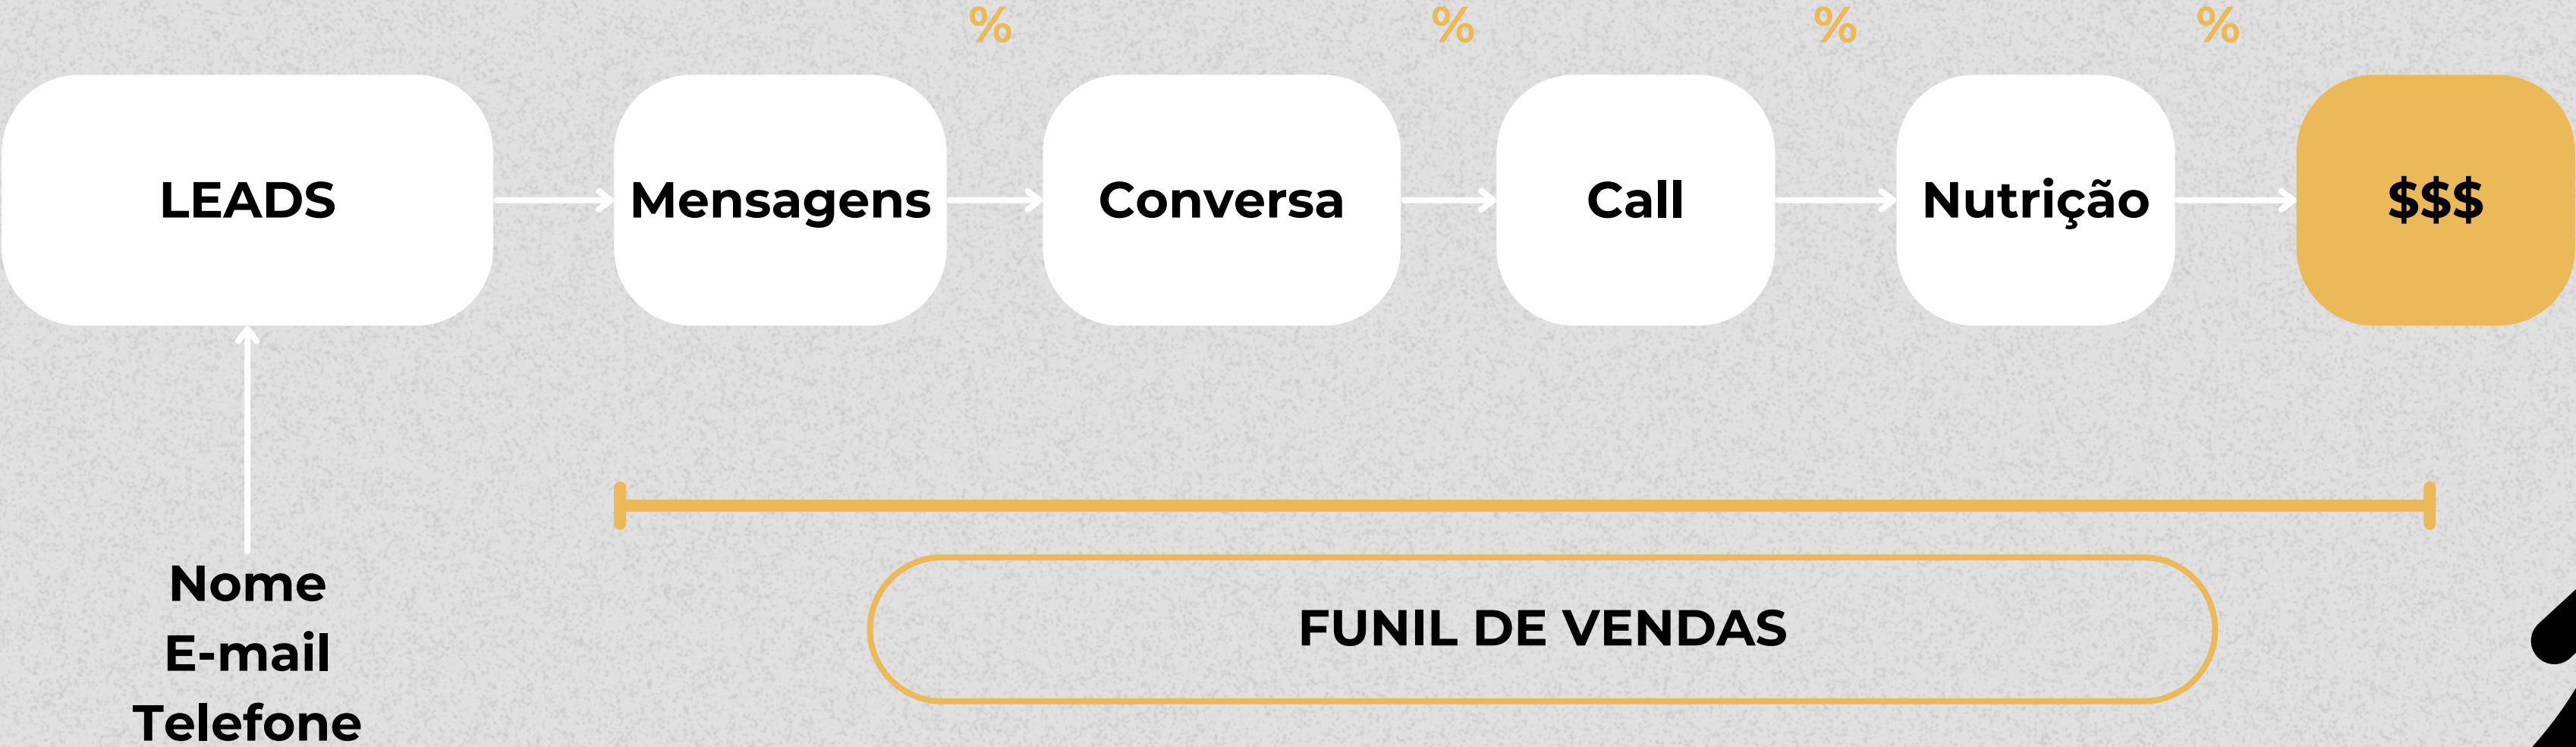 % % % %
LEADS Mensagens Conversa Call Nutrição $$$
FUNIL DE VENDAS
Nome
E-mail
Telefone